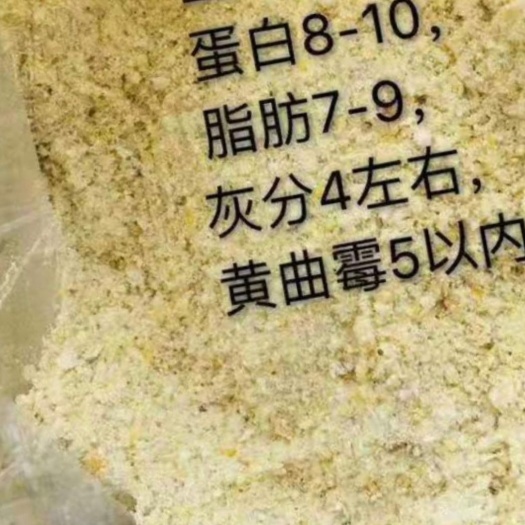 蛋白8-10,
脂肪7-9,
灰分4左右,
黄曲霉5以内